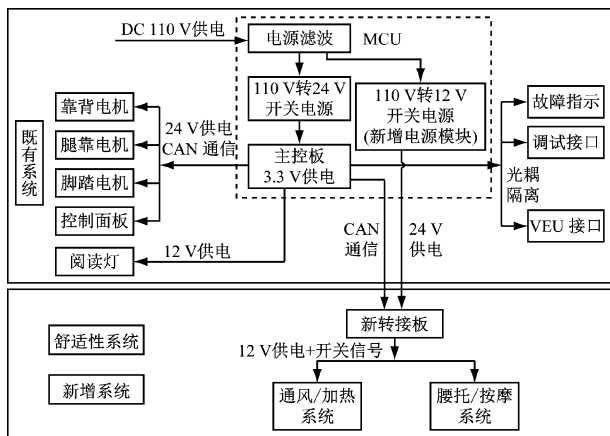 DC 110 V供电
电源滤波
MCU
110 V转24 V
开关电源
110 V转12 V
开关电源
(新增电源模块)
主控板
3.3 V供电
既有系统
靠背电机
腿靠电机
脚踏电机
控制面板
阅读灯
24 V供电
CAN 通信
12 V供电
故障指示
调试接口
VEU 接口
光耦
隔离
CAN
通信
24 V
供电
新转接板
12 V供电+开关信号
舒适性系统
新增系统
通风/加热
系统
腰托/按摩
系统